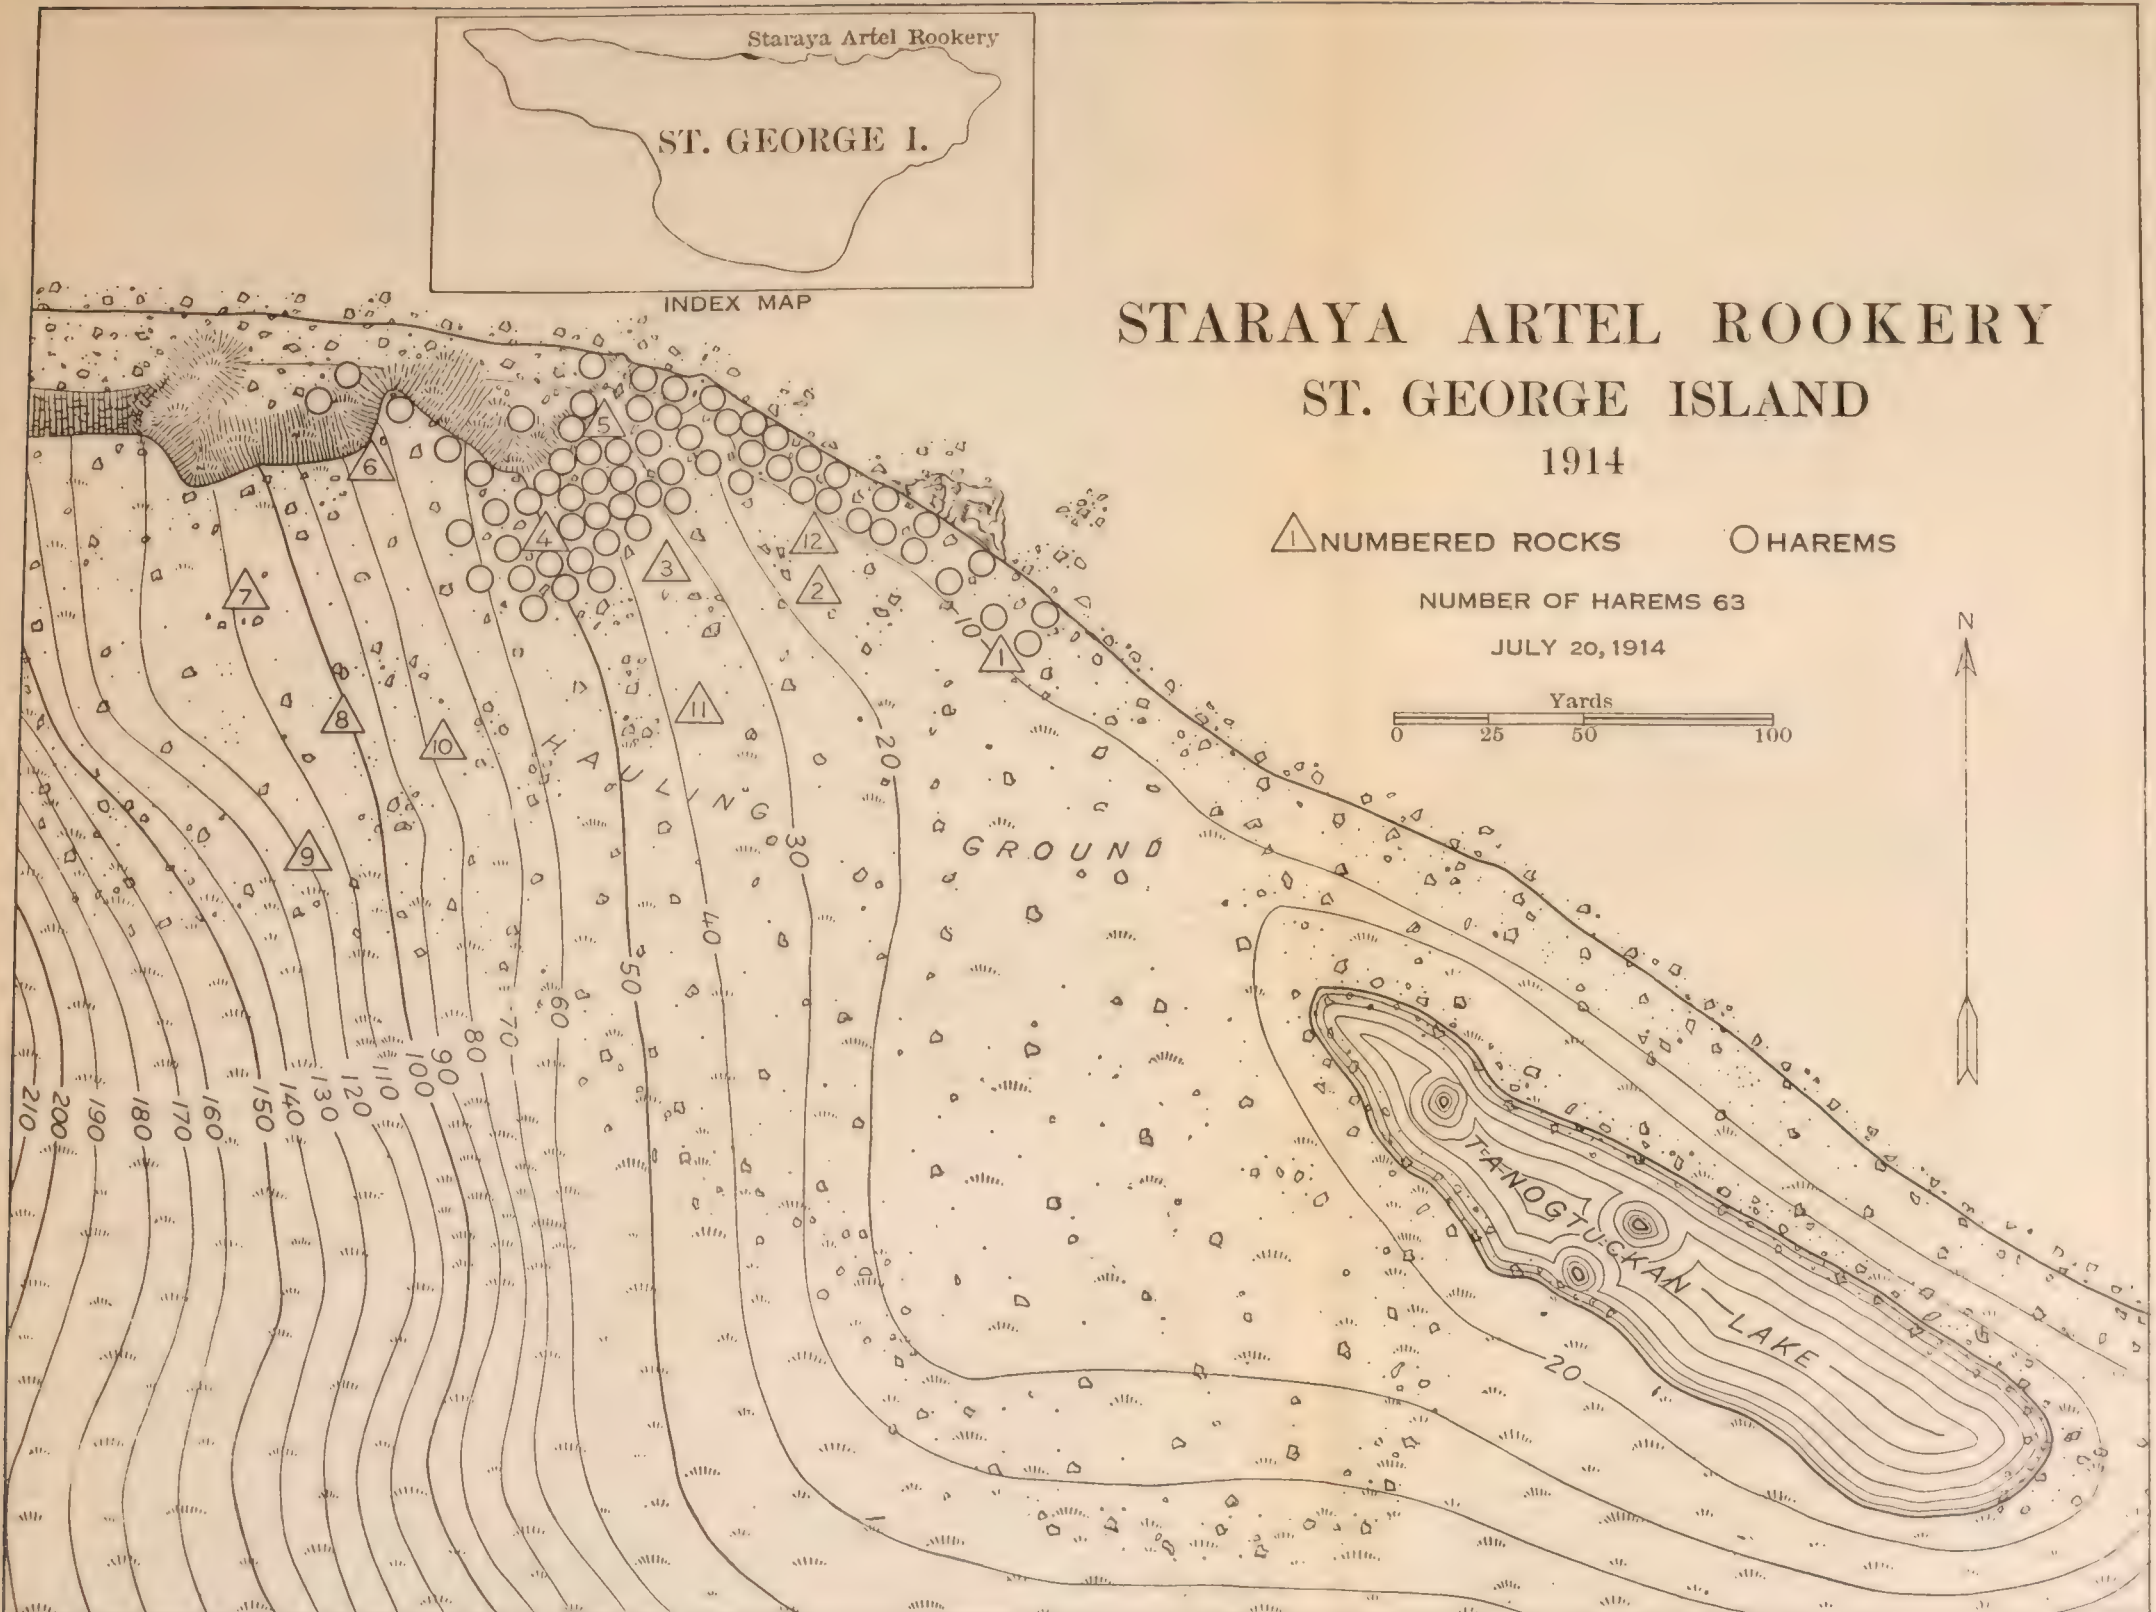 Staraya Artel Rookery
ST. GEORGE I.
INDEX MAP
STARAYA ARTEL ROOKERY
ST. GEORGE ISLAND
1914
1 NUMBERED ROCKS
HAREMS
NUMBER OF HAREMS 63
JULY 20, 1914
N
Yards
0 25 50 100
5
6
4
12
3
2
7
10
1
11
8
10
20
HAULING
9
30
GROUND
40
50
60
70
80
90
100
110
120
130
140
150
160
170
180
190
200
210
T-A-NOGTU-C-KAN LAKE
20